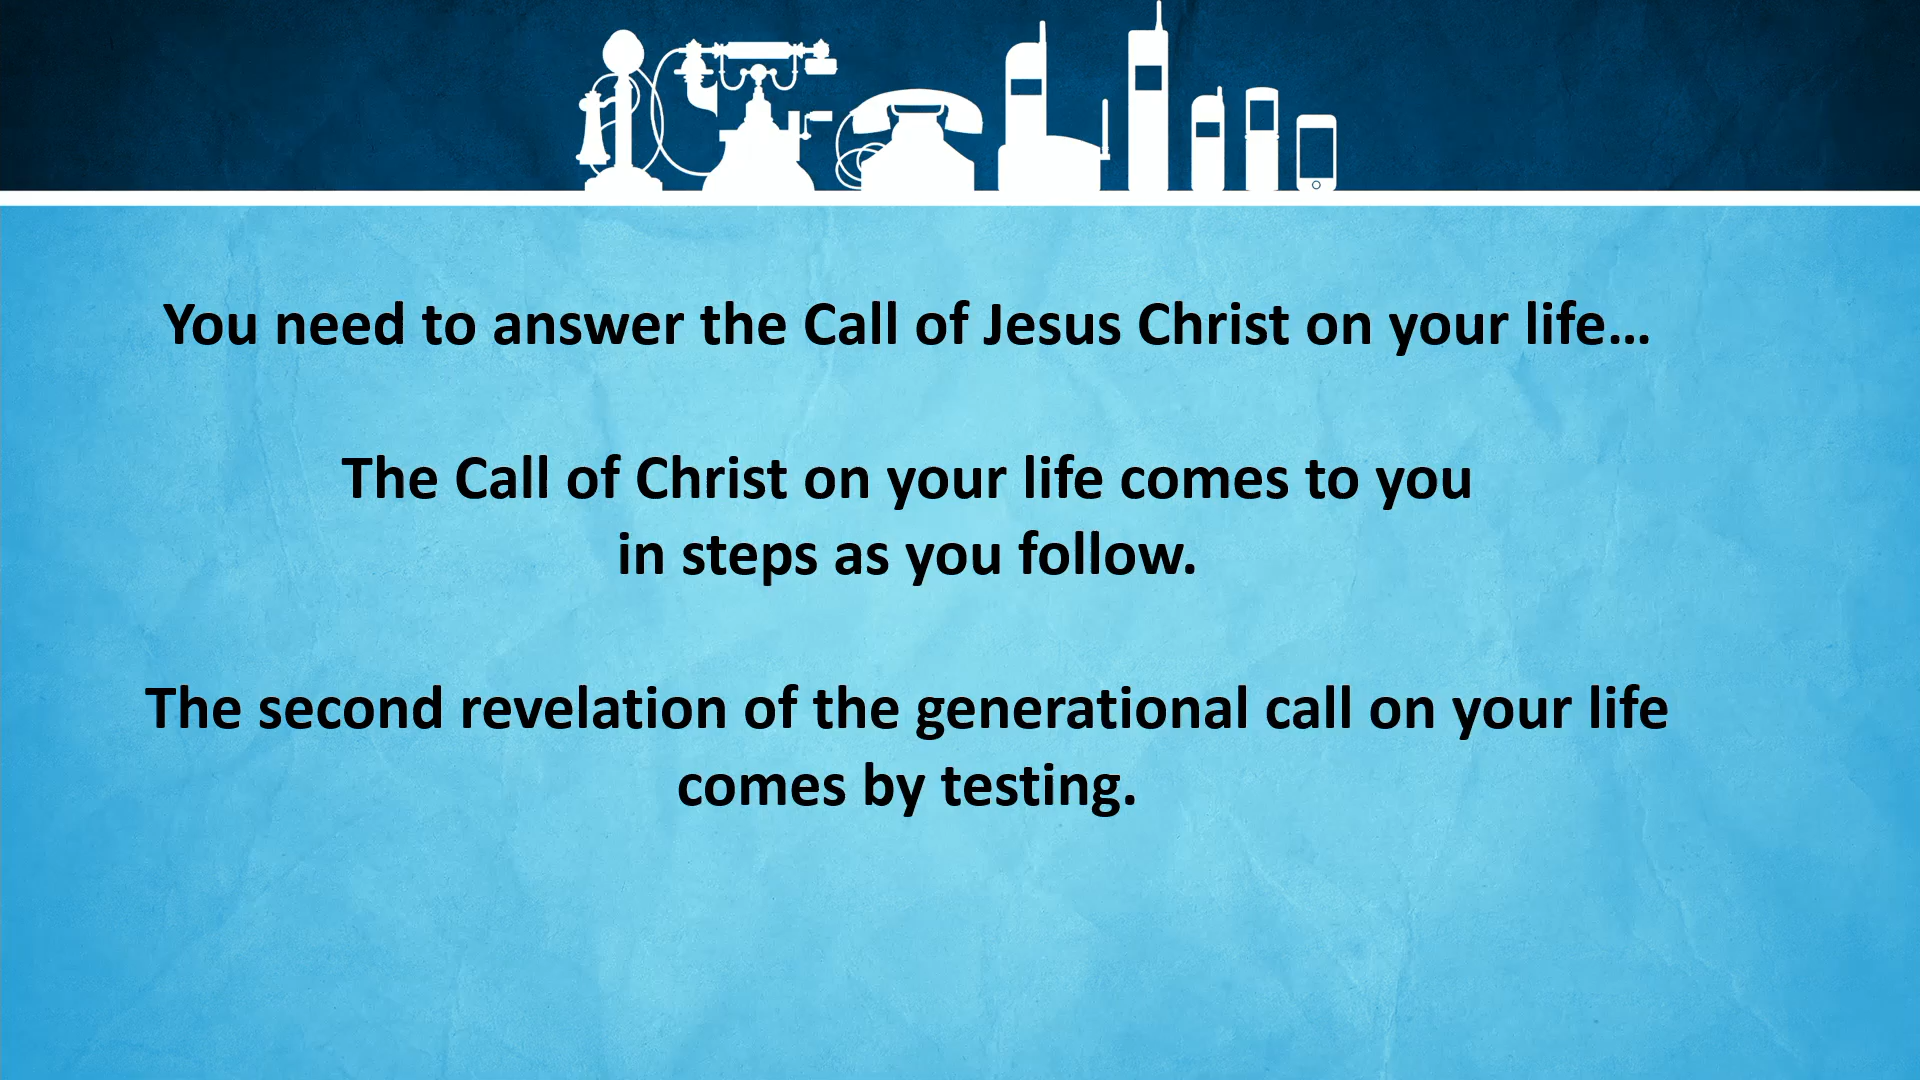 You need to answer the Call of Jesus Christ on your life…
The Call of Christ on your life comes to you
in steps as you follow.
The second revelation of the generational call on your life
comes by testing.